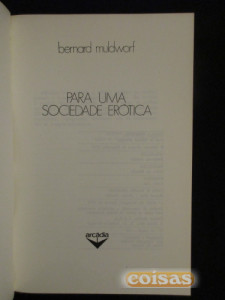 bernard muldworf
PARA UMA
SOCIEDADE ERÓTICA
arcádia
coisas